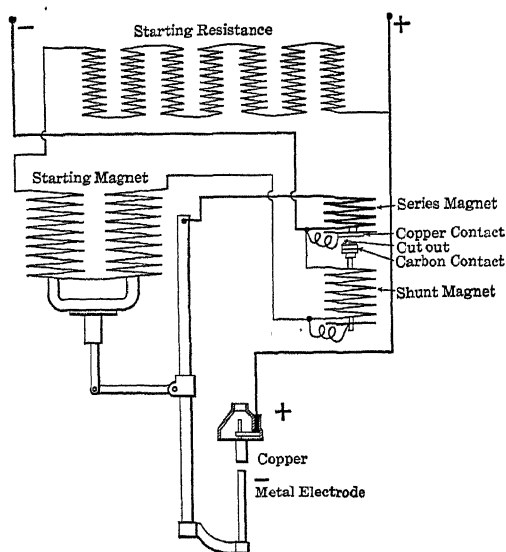 −
+
Starting Resistance
Starting Magnet
Series Magnet
Copper Contact
Cut out
Carbon Contact
Shunt Magnet
+
Copper
−
Metal Electrode